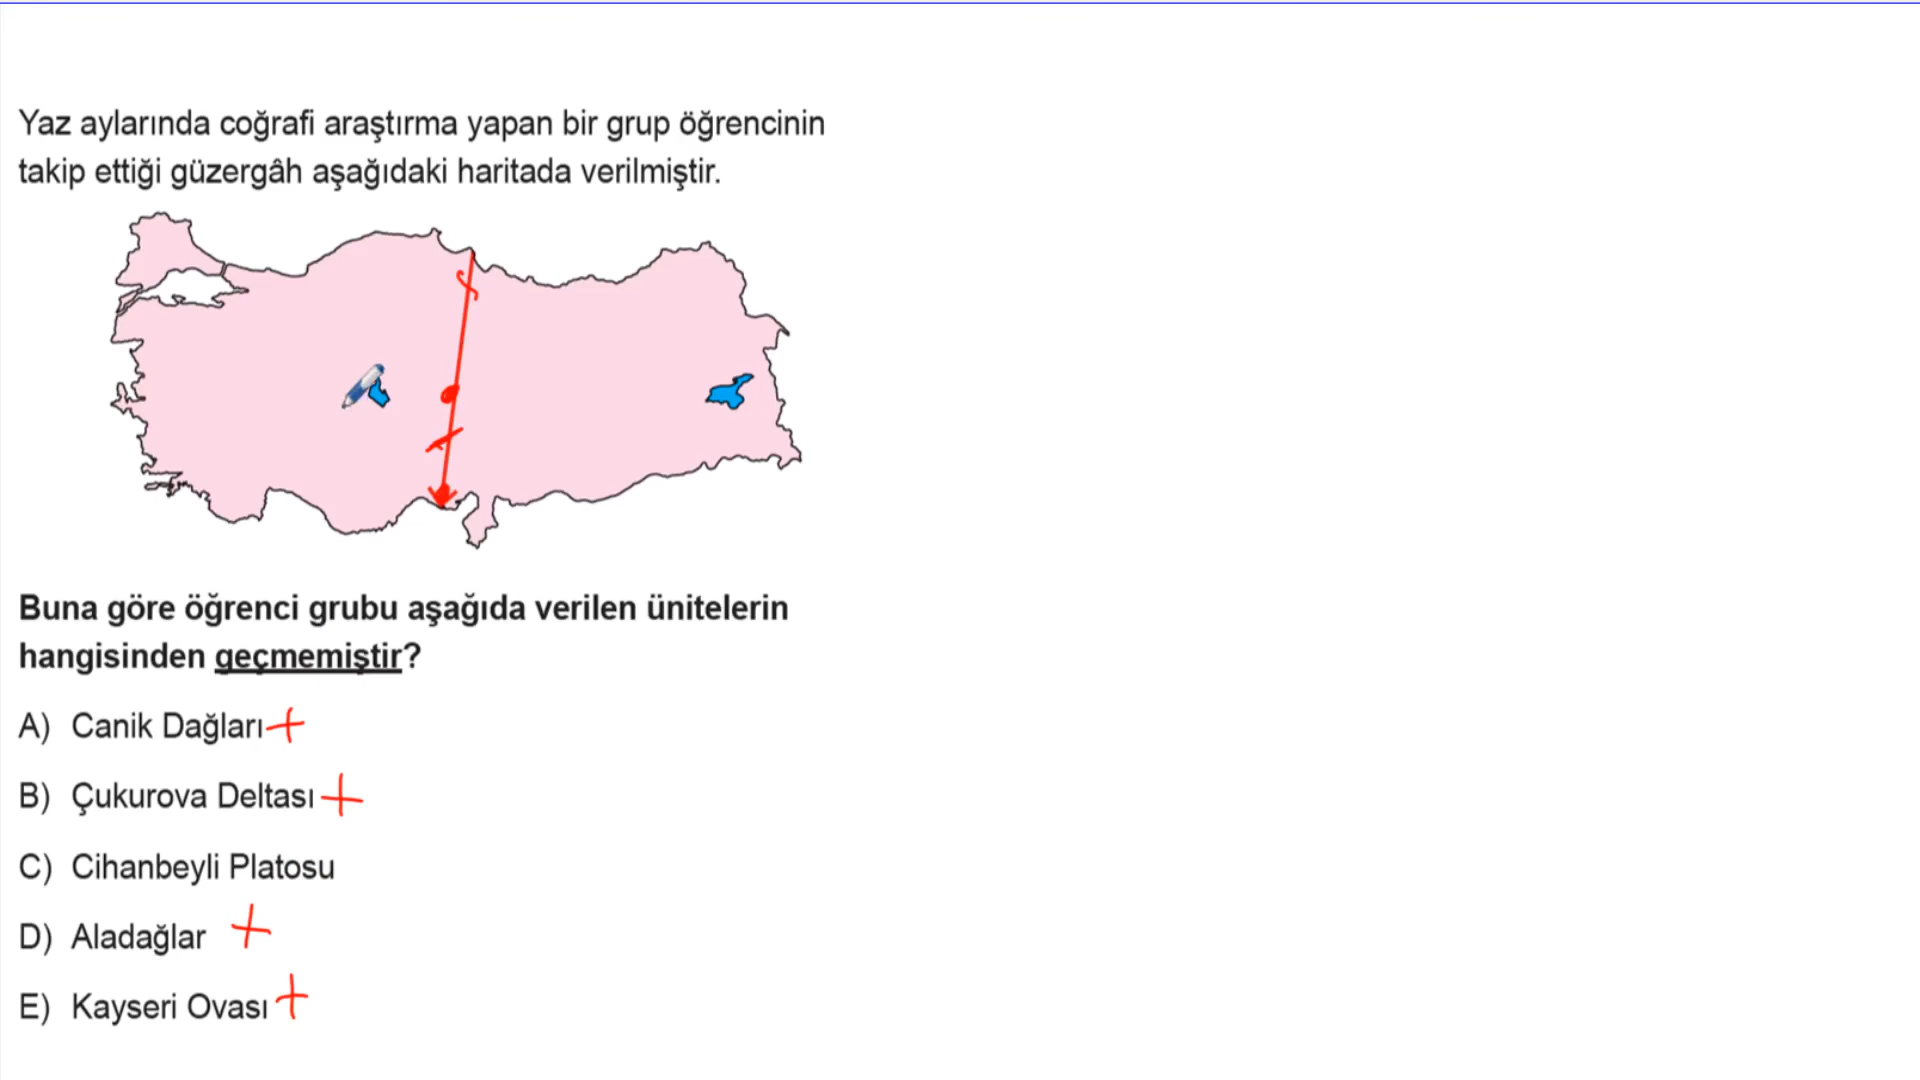 Yaz aylarında coğrafi araştırma yapan bir grup öğrencinin
takip ettiği güzergâh aşağıdaki haritada verilmiştir.
Buna göre öğrenci grubu aşağıda verilen ünitelerin
hangisinden geçmemiştir?
A) Canik Dağları +
B) Çukurova Deltası +
C) Cihanbeyli Platosu
D) Aladağlar +
E) Kayseri Ovası +